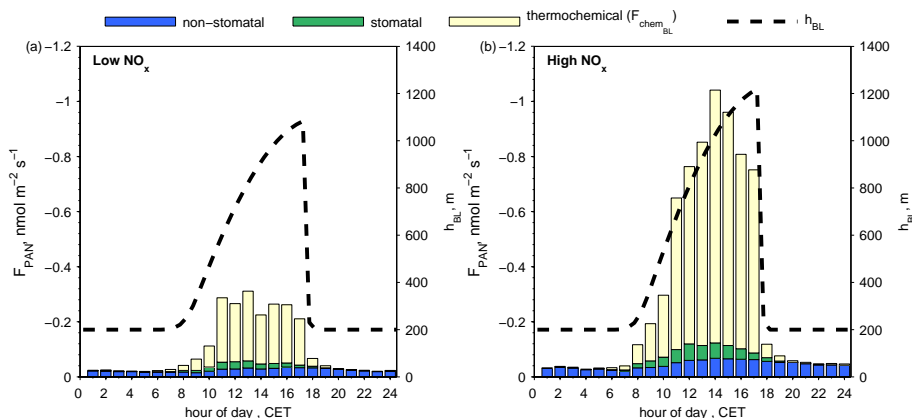 non−stomatal stomatal thermochemical (F_chem_BL) h_BL
(a) Low NO_x
(b) High NO_x
−1.2 1400 −1.2 1400
1200 1200
−1 −1
1000 1000
−0.8 −0.8
800 800
−0.6 −0.6
600 600
−0.4 −0.4
400 400
−0.2 −0.2
200 200
0 0 0 0
F_PAN, nmol m−2 s−1
h_BL, m
F_PAN, nmol m−2 s−1
h_BL, m
0 2 4 6 8 10 12 14 16 18 20 22 24
0 2 4 6 8 10 12 14 16 18 20 22 24
hour of day , CET
hour of day , CET